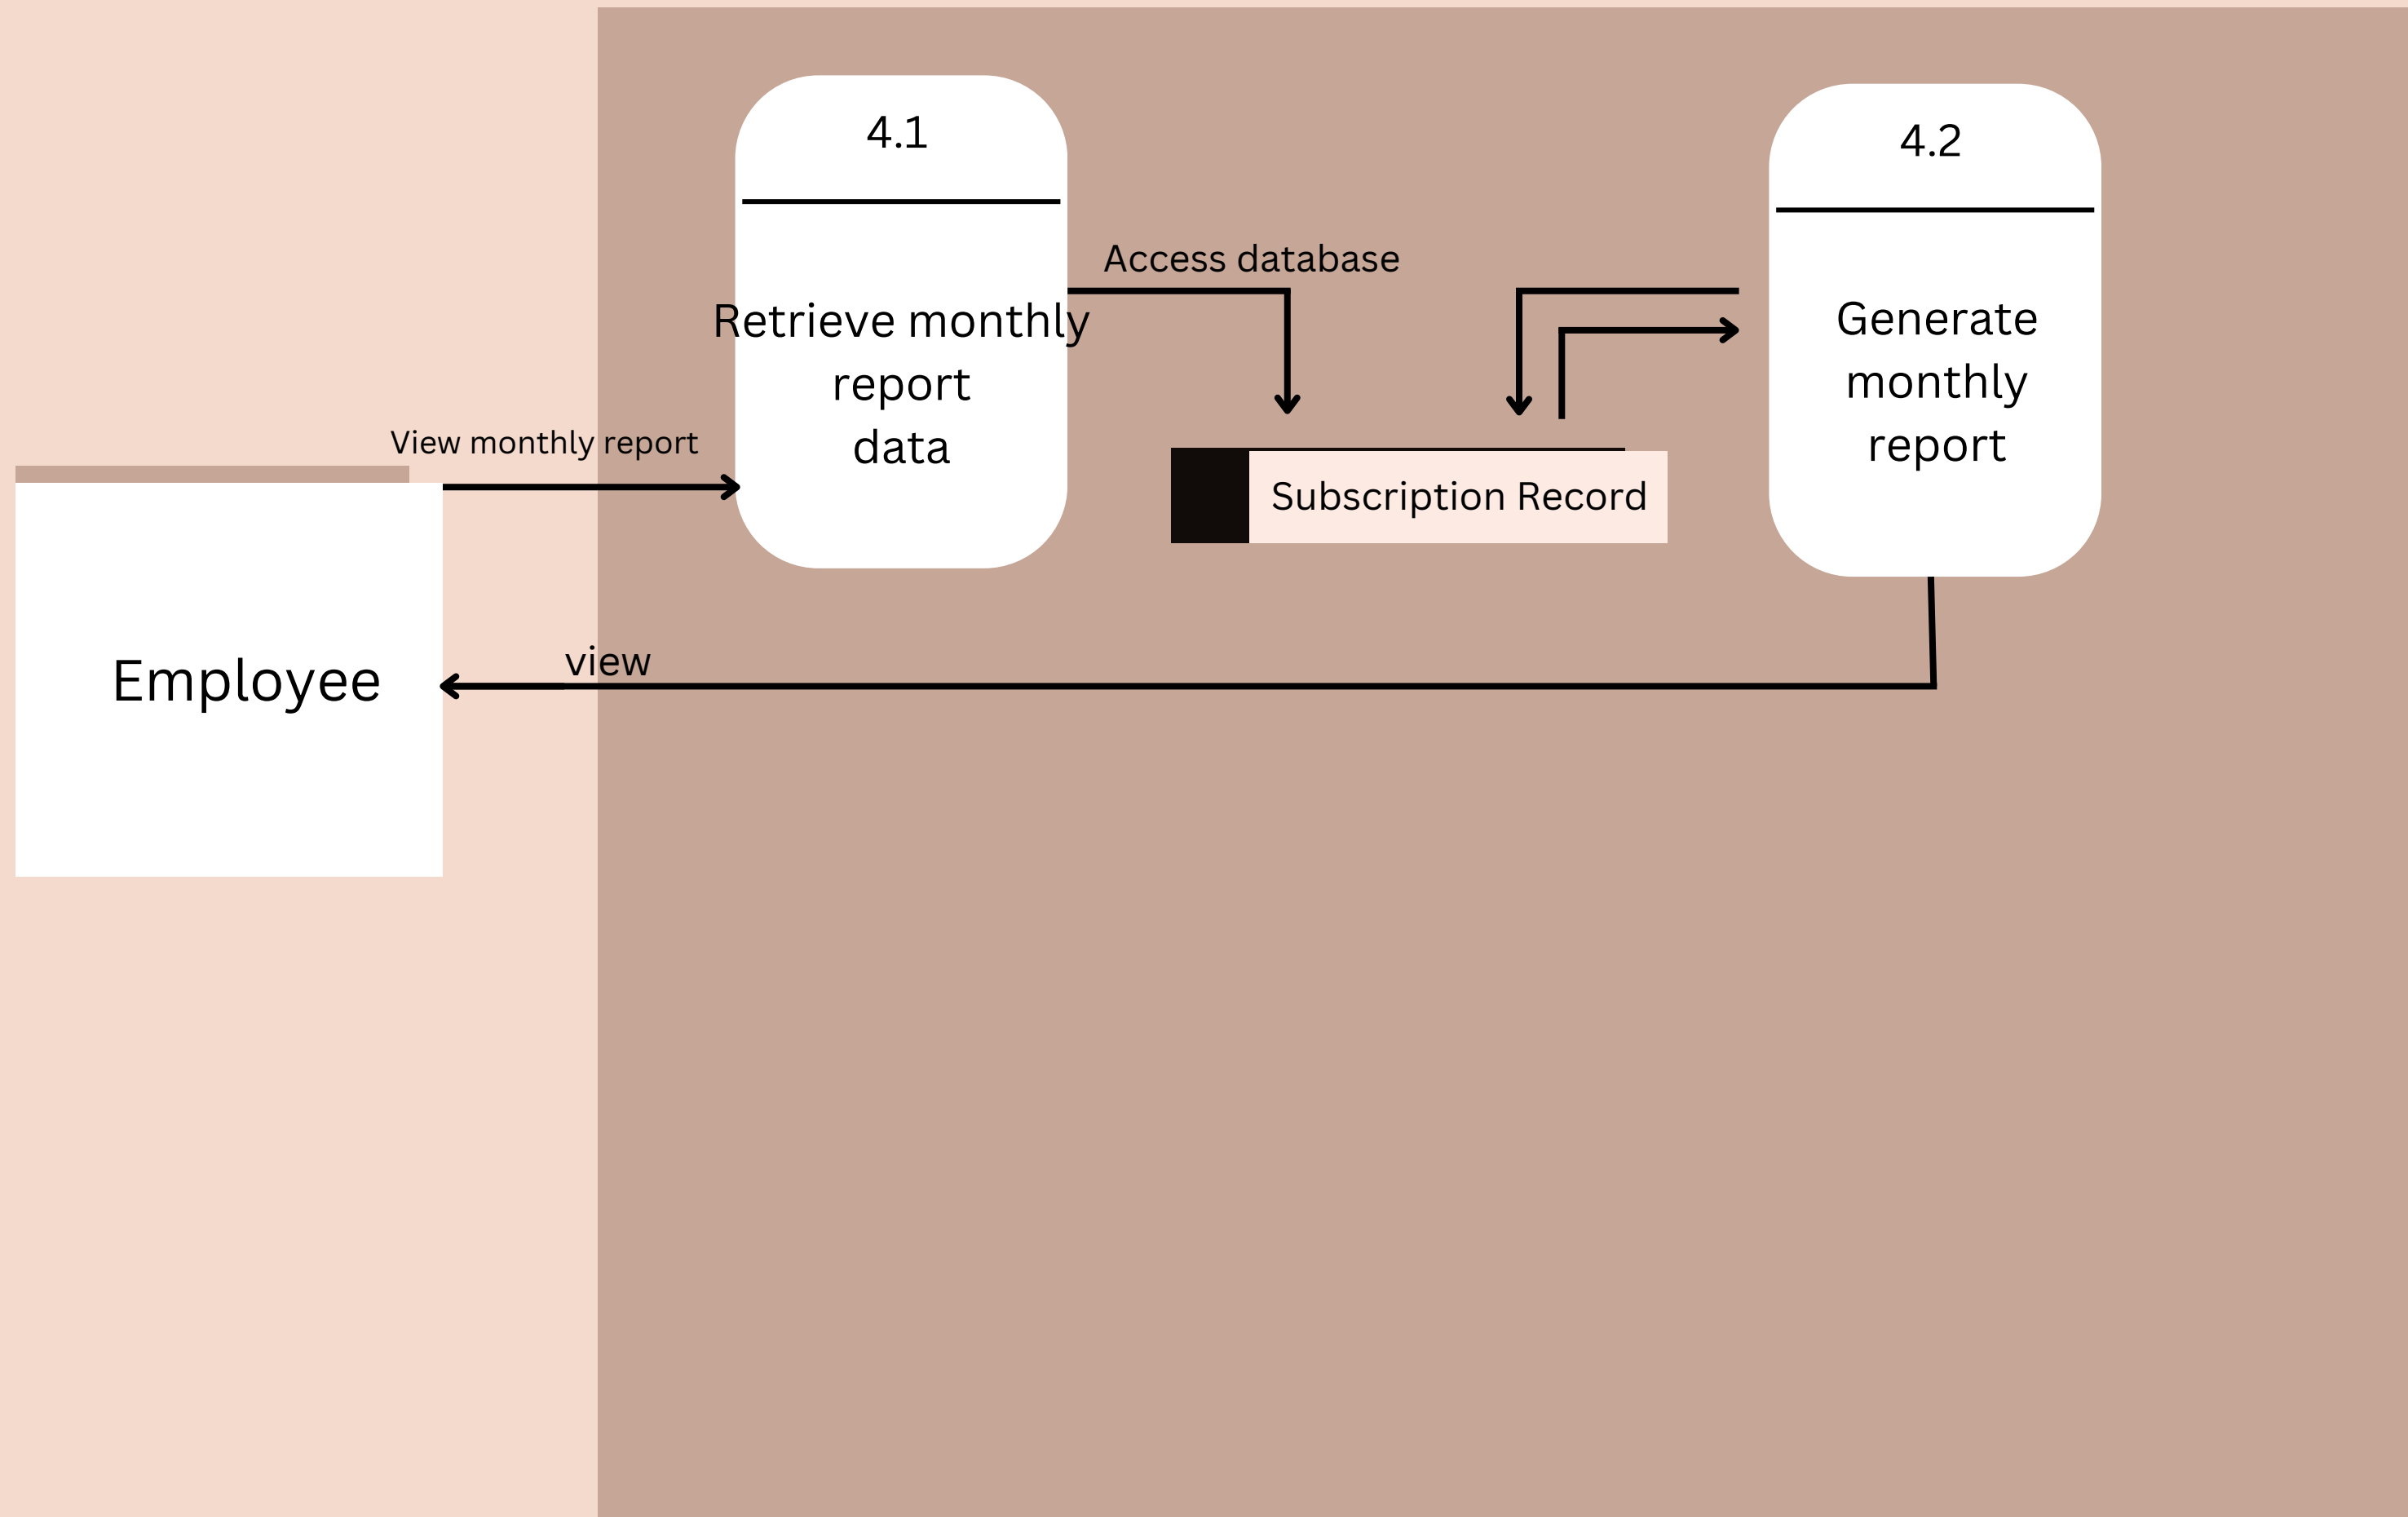 4.1
Retrieve monthly
report
data
4.2
Generate
monthly
report
Access database
View monthly report
Subscription Record
view
Employee